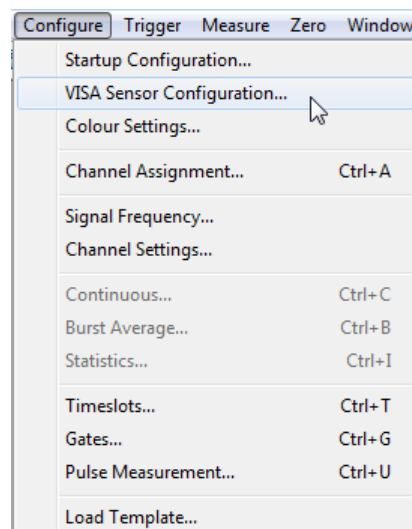 Configure Trigger Measure Zero Window
Startup Configuration...
VISA Sensor Configuration...
Colour Settings...
Channel Assignment... Ctrl+A
Signal Frequency...
Channel Settings...
Continuous... Ctrl+C
Burst Average... Ctrl+B
Statistics... Ctrl+I
Timeslots... Ctrl+T
Gates... Ctrl+G
Pulse Measurement... Ctrl+U
Load Template...